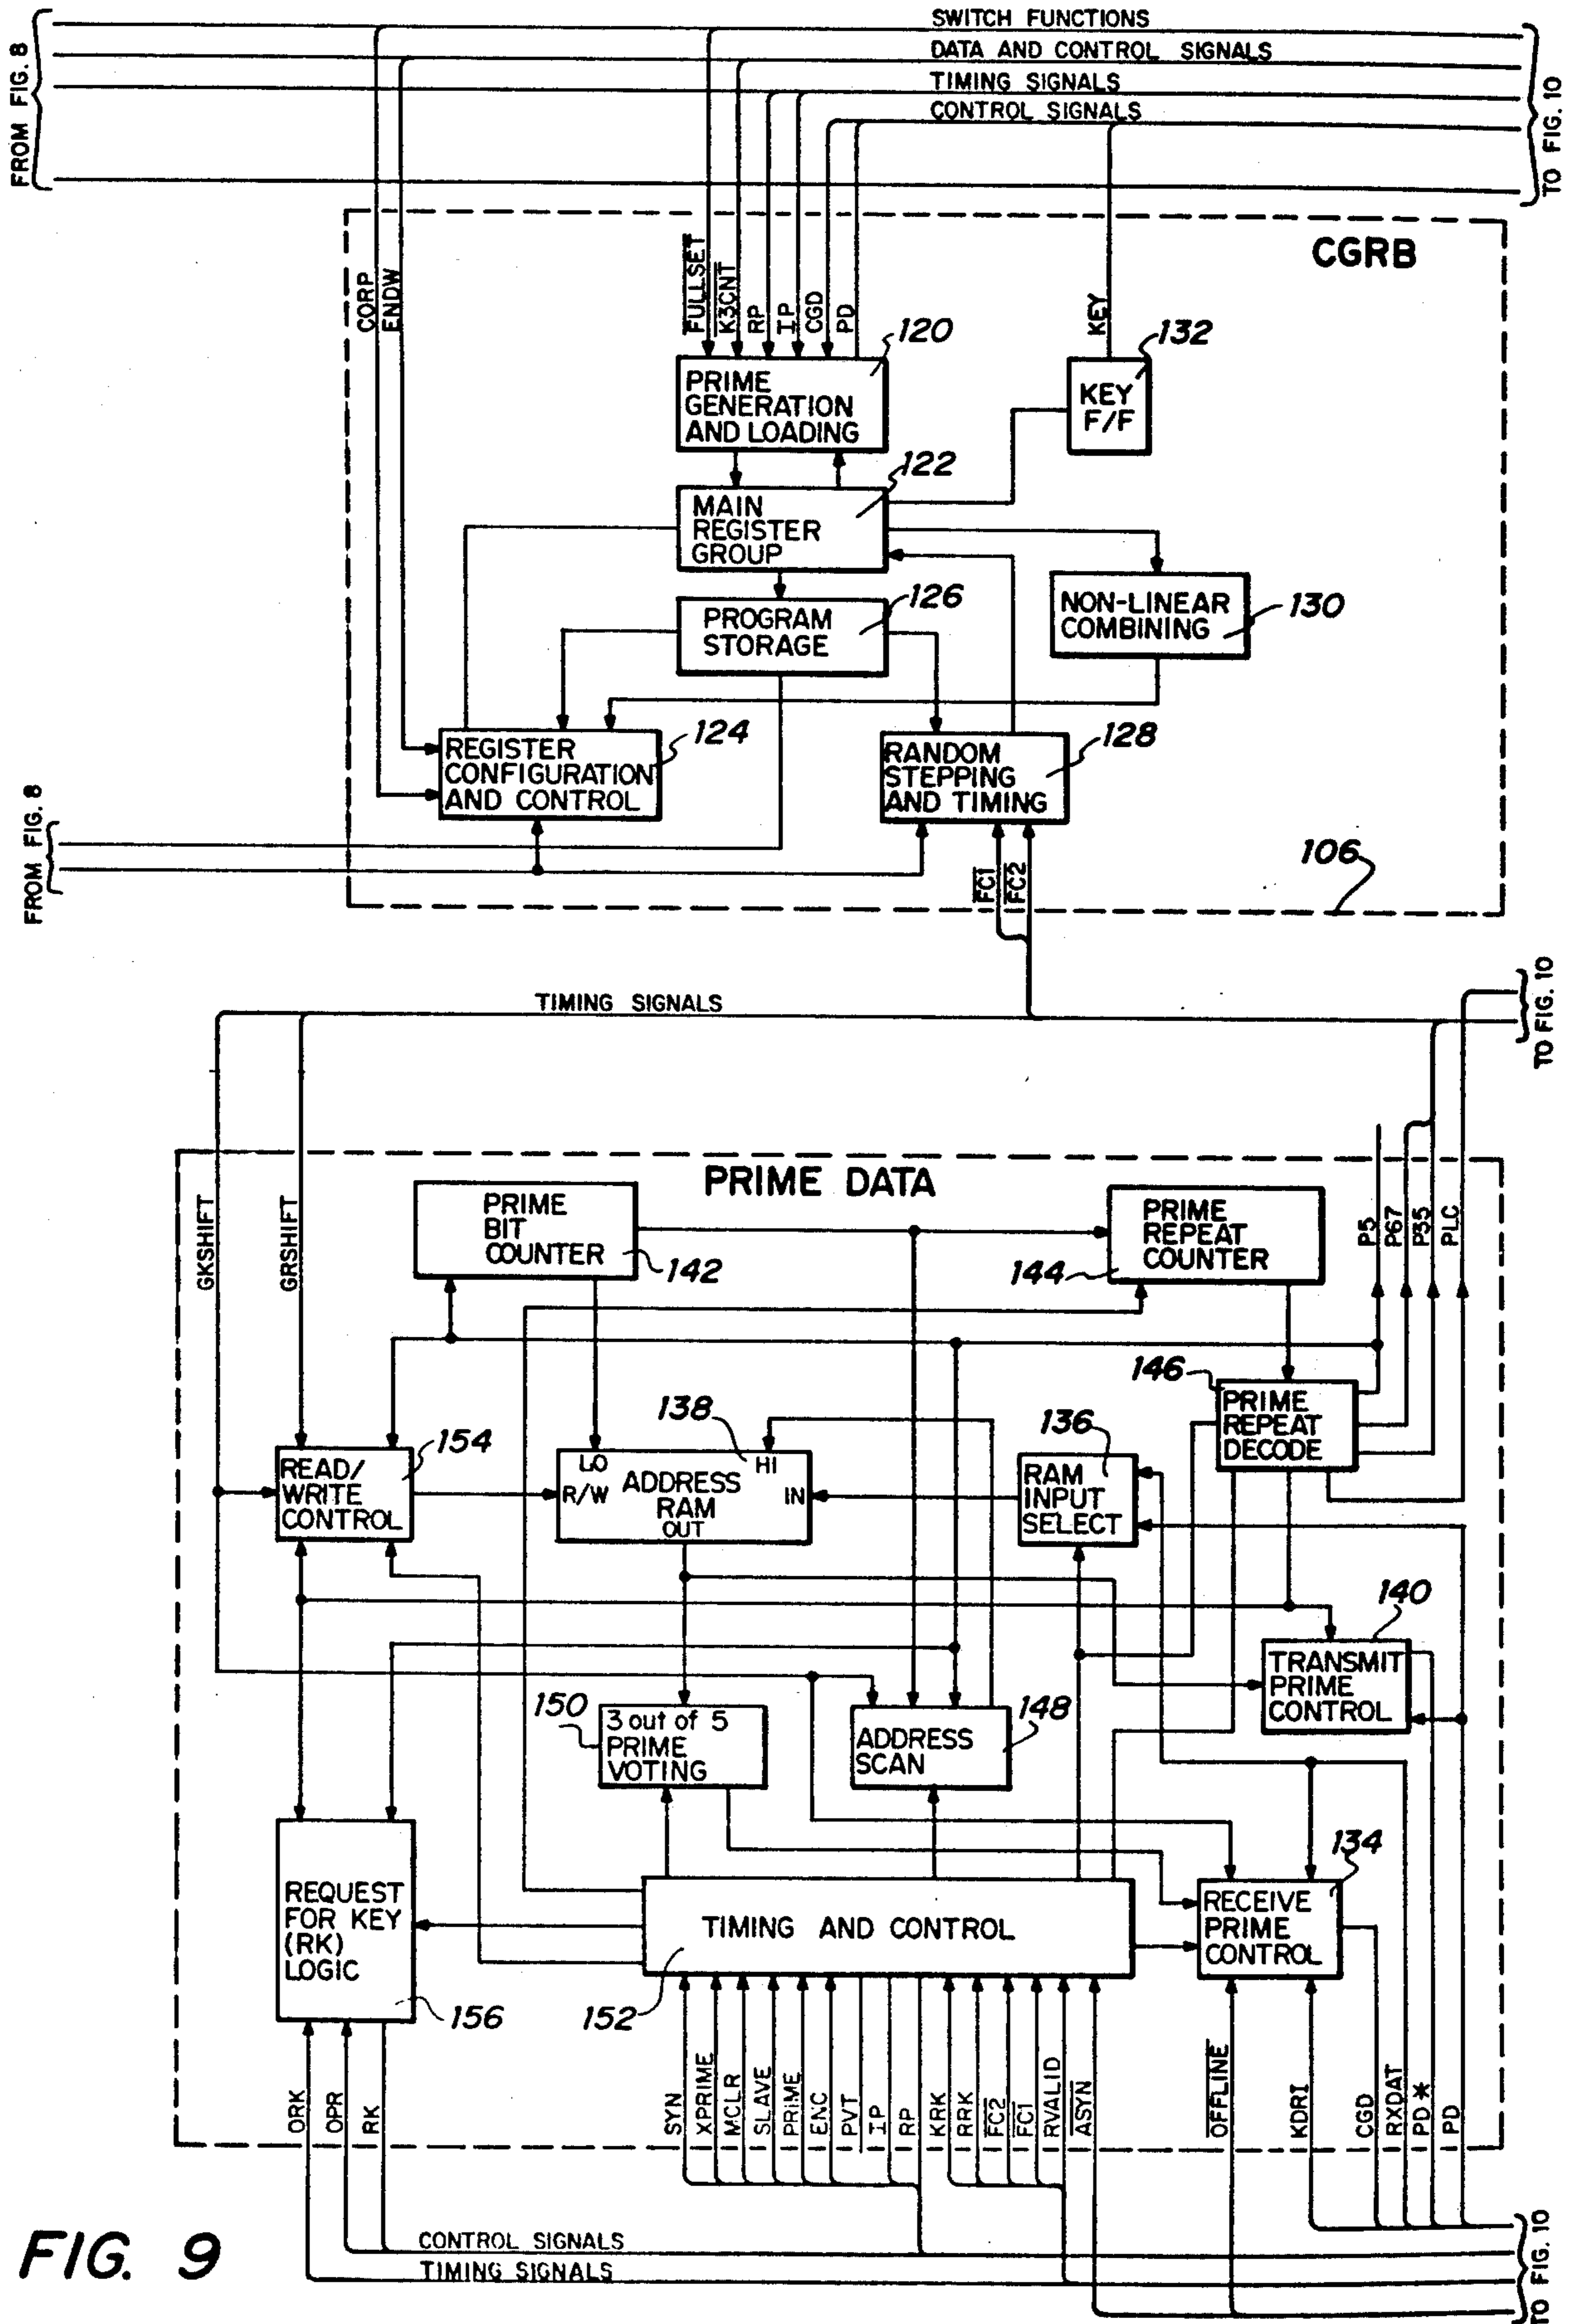 SWITCH FUNCTIONS
DATA AND CONTROL SIGNALS
TIMING SIGNALS
CONTROL SIGNALS
FROM FIG. 8
TO FIG. 10
CGRB
CORP
ENDW
FULLSET
K3CNT
RP
IP
CGD
PD
KEY
120
PRIME
GENERATION
AND LOADING
132
KEY
F/F
122
MAIN
REGISTER
GROUP
126
PROGRAM
STORAGE
NON-LINEAR
COMBINING
130
124
REGISTER
CONFIGURATION
AND CONTROL
128
RANDOM
STEPPING
AND TIMING
FROM FIG. 8
FC1
FC2
106
TIMING SIGNALS
TO FIG. 10
PRIME DATA
GKSHIFT
GRSHIFT
PRIME
BIT
COUNTER
142
PRIME
REPEAT
COUNTER
144
P5
P67
P35
PLC
146
PRIME
REPEAT
DECODE
138
LO
HI
R/W
ADDRESS
RAM
IN
OUT
136
RAM
INPUT
SELECT
154
READ/
WRITE
CONTROL
140
TRANSMIT
PRIME
CONTROL
150
3 out of 5
PRIME
VOTING
148
ADDRESS
SCAN
134
RECEIVE
PRIME
CONTROL
REQUEST
FOR KEY
(RK)
LOGIC
156
TIMING AND CONTROL
152
ORK
OPR
RK
SYN
XPRIME
MCLR
SLAVE
PRIME
ENC
PVT
IP
RP
KRK
RRK
FC2
FC1
RVALID
ASYN
OFFLINE
KDRI
CGD
RXDAT
PD*
PD
CONTROL SIGNALS
TIMING SIGNALS
TO FIG. 10
FIG. 9